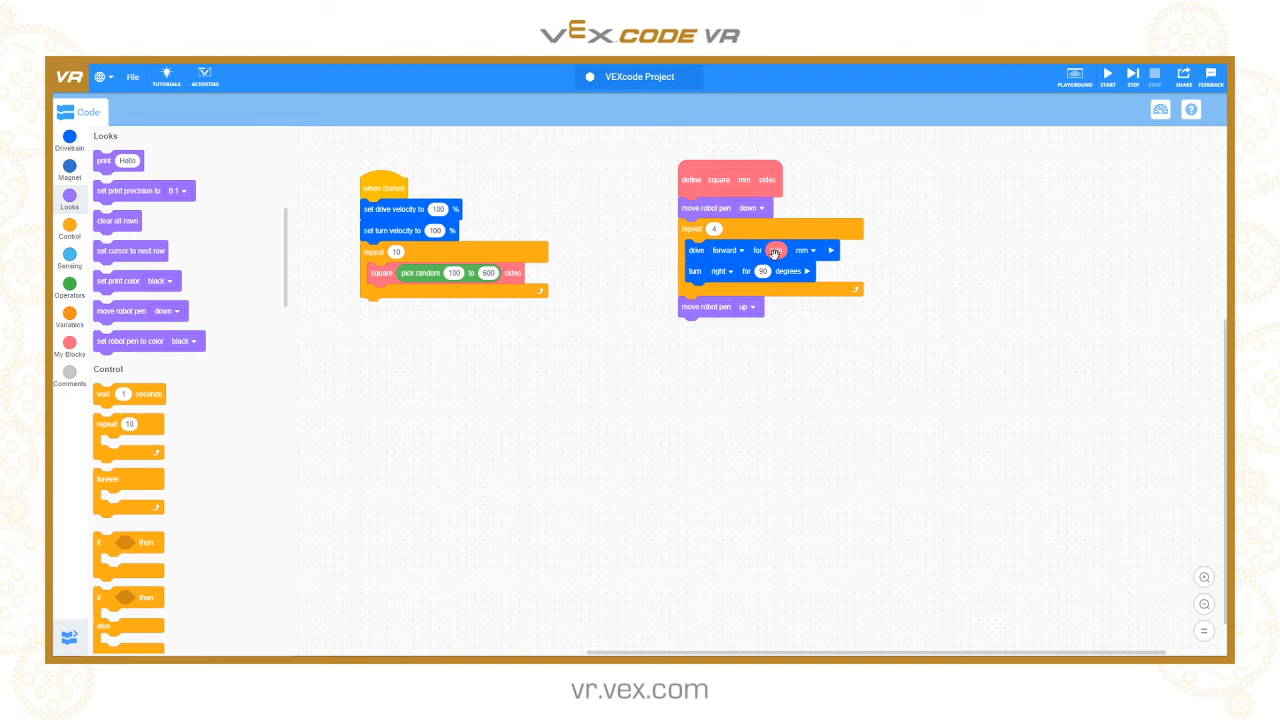 VEXCODE VR
VR File TUTORIALS ACTIVITIES VEXcode Project PLAYGROUND START STEP STOP SHARE FEEDBACK
Code
Drivetrain
Magnet
Looks
Control
Sensing
Operators
Variables
My Blocks
Comments
Looks
print Hello
set print precision to 0.1
clear all rows
set cursor to next row
set print color black
move robot pen down
set robot pen to color black
Control
wait 1 seconds
repeat 10
forever
if then
if then
else
when started
set drive velocity to 100 %
set turn velocity to 100 %
repeat 10
square pick random 100 to 600 sides
define square mm sides
move robot pen down
repeat 4
drive forward for mm
turn right for 90 degrees
move robot pen up
vr.vex.com